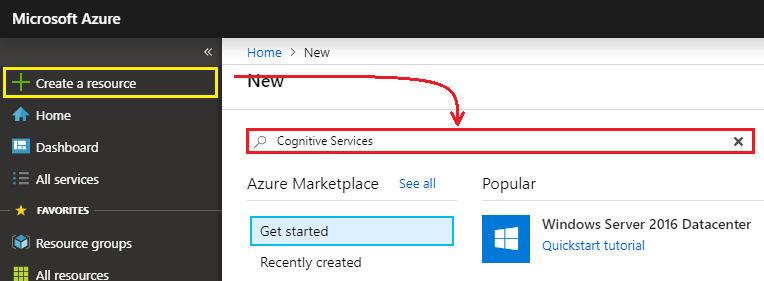 Microsoft Azure
«
Create a resource
Home
Dashboard
All services
FAVORITES
Resource groups
All resources
Home > New
New
Cognitive Services
Azure Marketplace See all
Get started
Recently created
Popular
Windows Server 2016 Datacenter
Quickstart tutorial